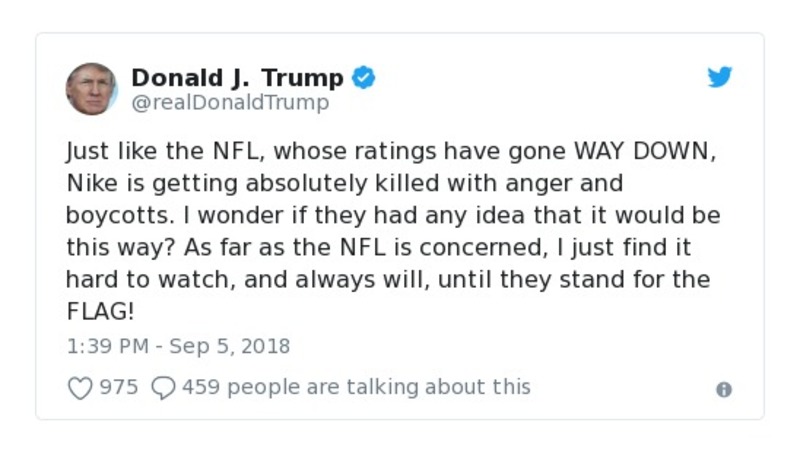 Donald J. Trump
@realDonaldTrump
Just like the NFL, whose ratings have gone WAY DOWN,
Nike is getting absolutely killed with anger and
boycotts. I wonder if they had any idea that it would be
this way? As far as the NFL is concerned, I just find it
hard to watch, and always will, until they stand for the
FLAG!
1:39 PM - Sep 5, 2018
975 459 people are talking about this